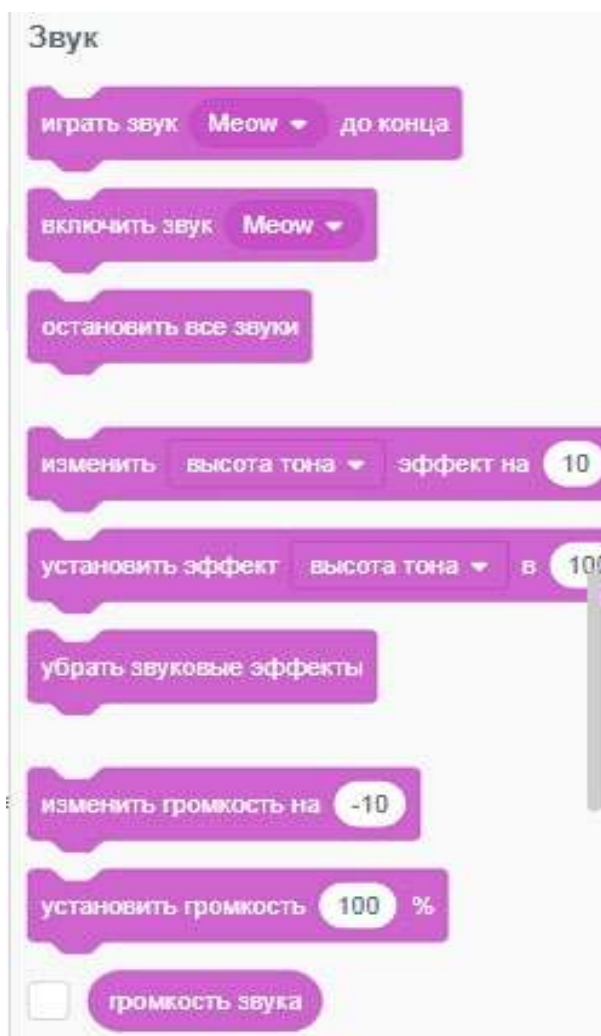 Звук
играть звук Meow до конца
включить звук Meow
остановить все звуки
изменить высота тона эффект на 10
установить эффект высота тона в 100
убрать звуковые эффекты
изменить громкость на -10
установить громкость 100 %
громкость звука